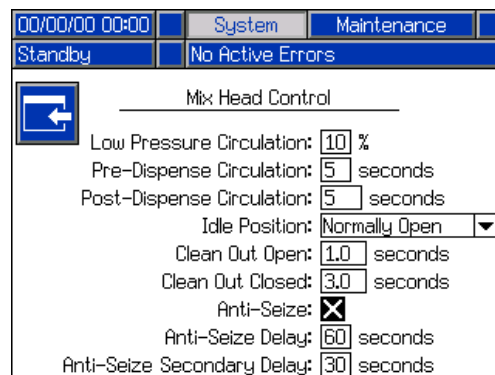 00/00/00 00:00 System Maintenance
Standby No Active Errors
Mix Head Control
Low Pressure Circulation: 10 %
Pre-Dispense Circulation: 5 seconds
Post-Dispense Circulation: 5 seconds
Idle Position: Normally Open
Clean Out Open: 1.0 seconds
Clean Out Closed: 3.0 seconds
Anti-Seize:
Anti-Seize Delay: 60 seconds
Anti-Seize Secondary Delay: 30 seconds